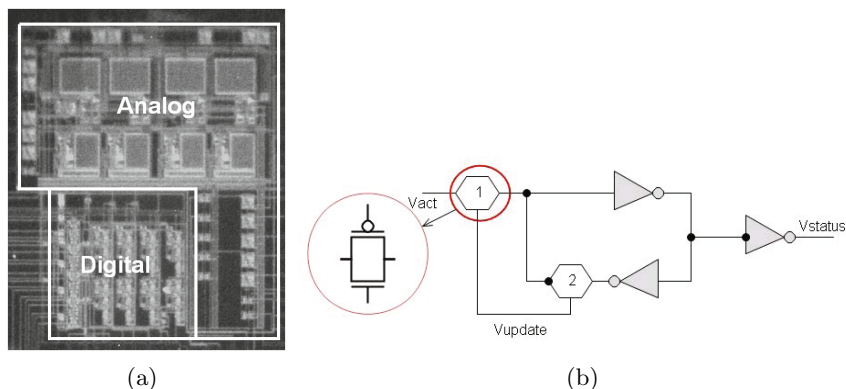 Analog
Digital
(a)
Vact
1
2
Vupdate
Vstatus
(b)